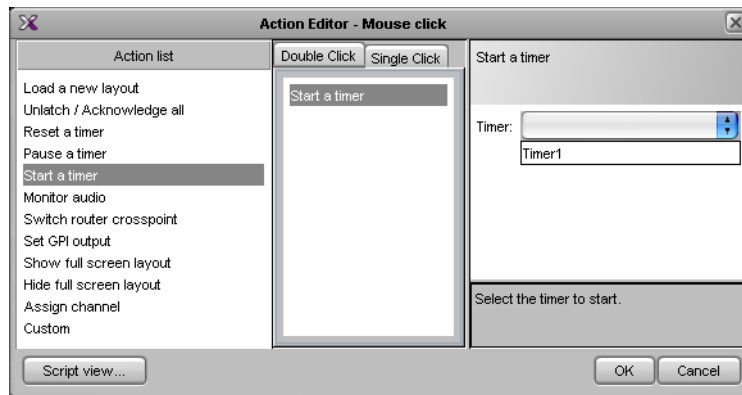 Action Editor - Mouse click
Action list
Load a new layout
Unlatch / Acknowledge all
Reset a timer
Pause a timer
Start a timer
Monitor audio
Switch router crosspoint
Set GPI output
Show full screen layout
Hide full screen layout
Assign channel
Custom
Double Click Single Click
Start a timer
Start a timer
Timer:
Timer1
Select the timer to start.
Script view... OK Cancel